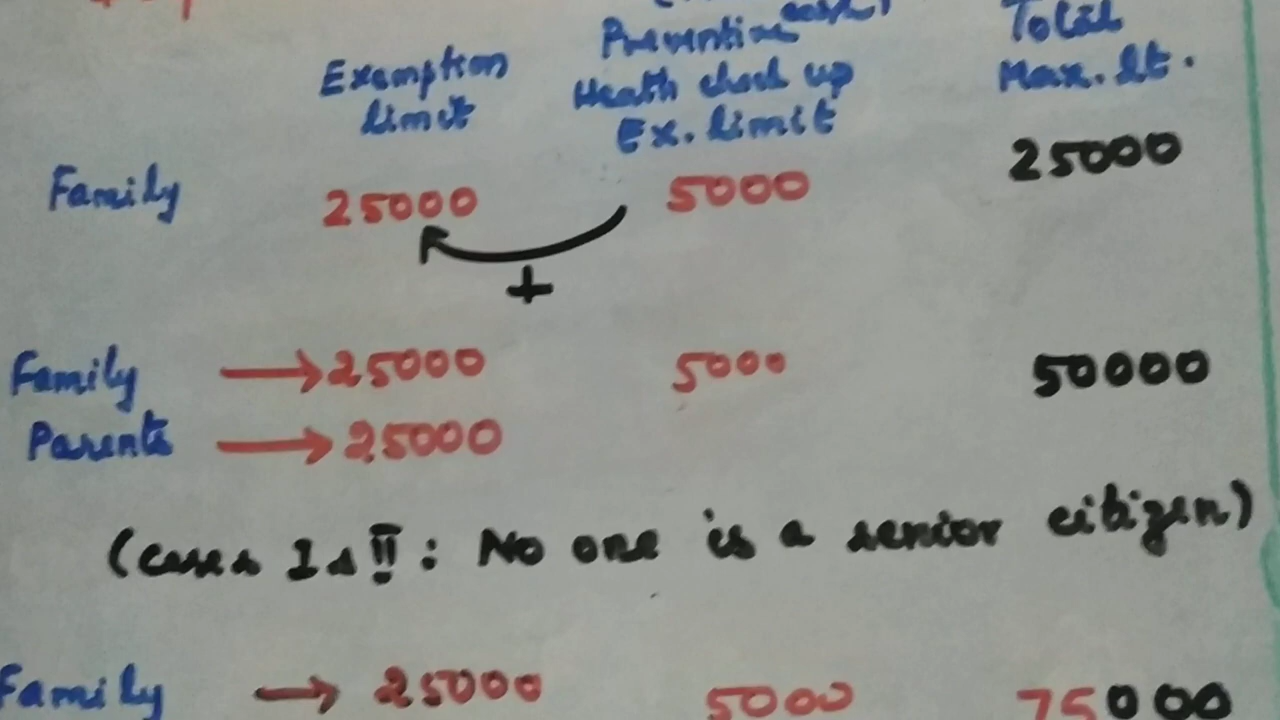 Preventive Total
Exemption Health check up Max. lt.
limit Ex. limit
Family 25000 5000 25000
+
Family → 25000 5000 50000
Parents → 25000
(Cases I & II : No one is a senior citizen)
Family → 25000 5000 75000